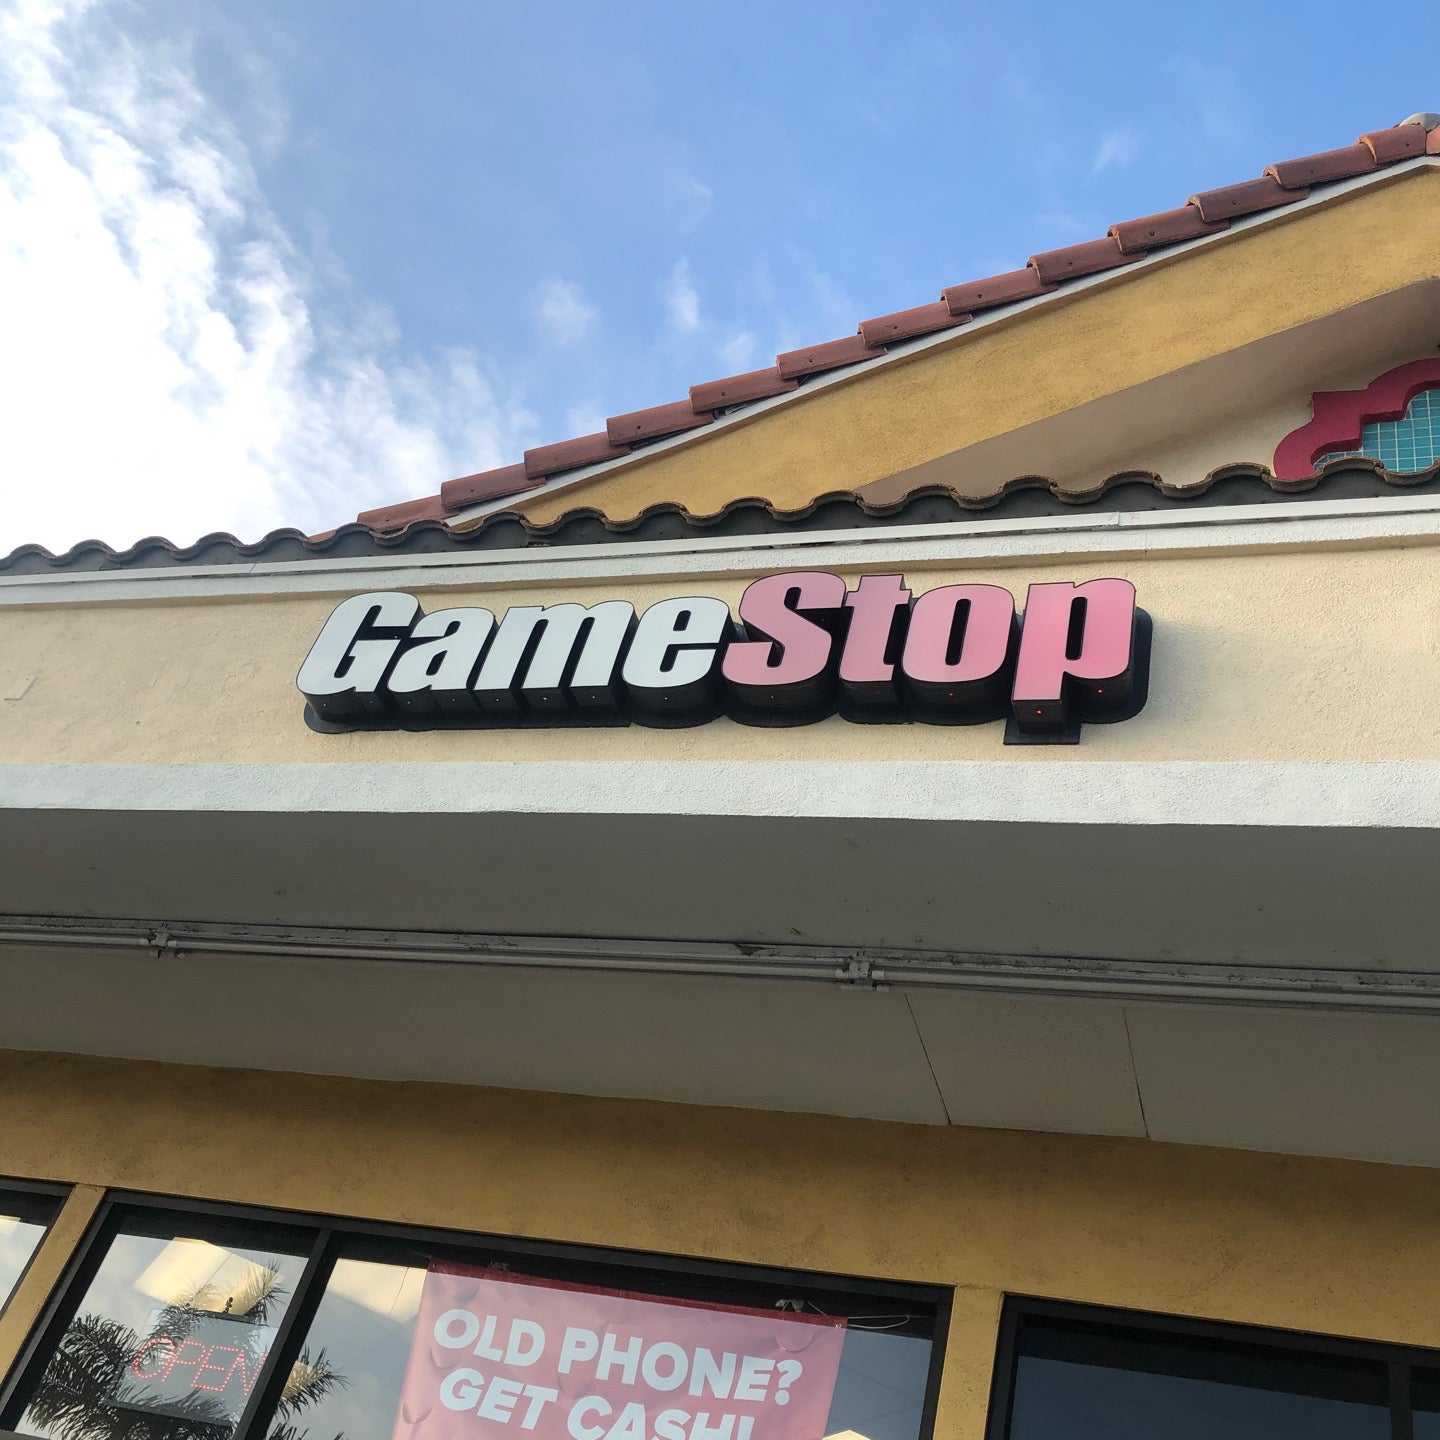 GameStop
OPEN
OLD PHONE?
GET CASH!